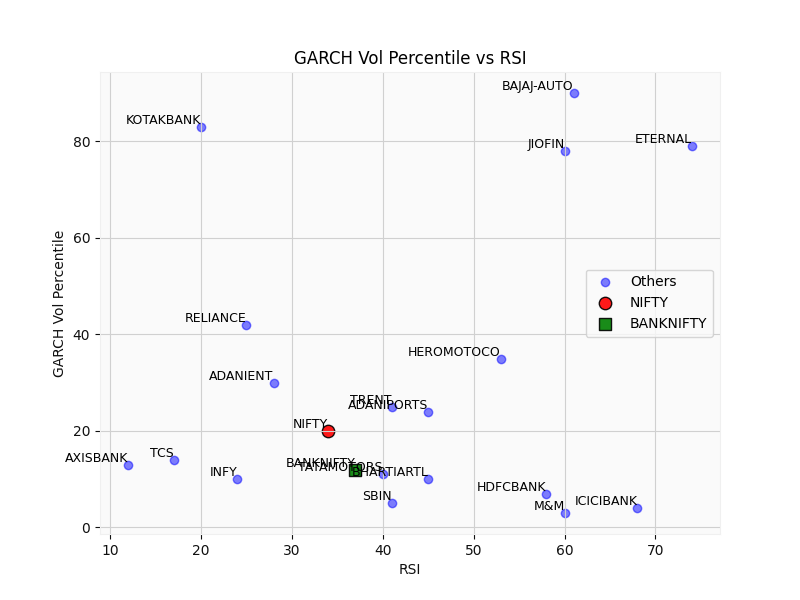 GARCH Vol Percentile vs RSI
BAJAJ-AUTO
KOTAKBANK
ETERNAL
JIOFIN
80
60
GARCH Vol Percentile
Others
NIFTY
BANKNIFTY
RELIANCE
40
HEROMOTOCO
ADANIENT
TRENT
ADANIPORTS
NIFTY
20
AXISBANK
TCS
BANKNIFTY
TATAMOTORS
BHARTIARTL
INFY
HDFCBANK
SBIN
M&M
ICICIBANK
0
10 20 30 40 50 60 70
RSI